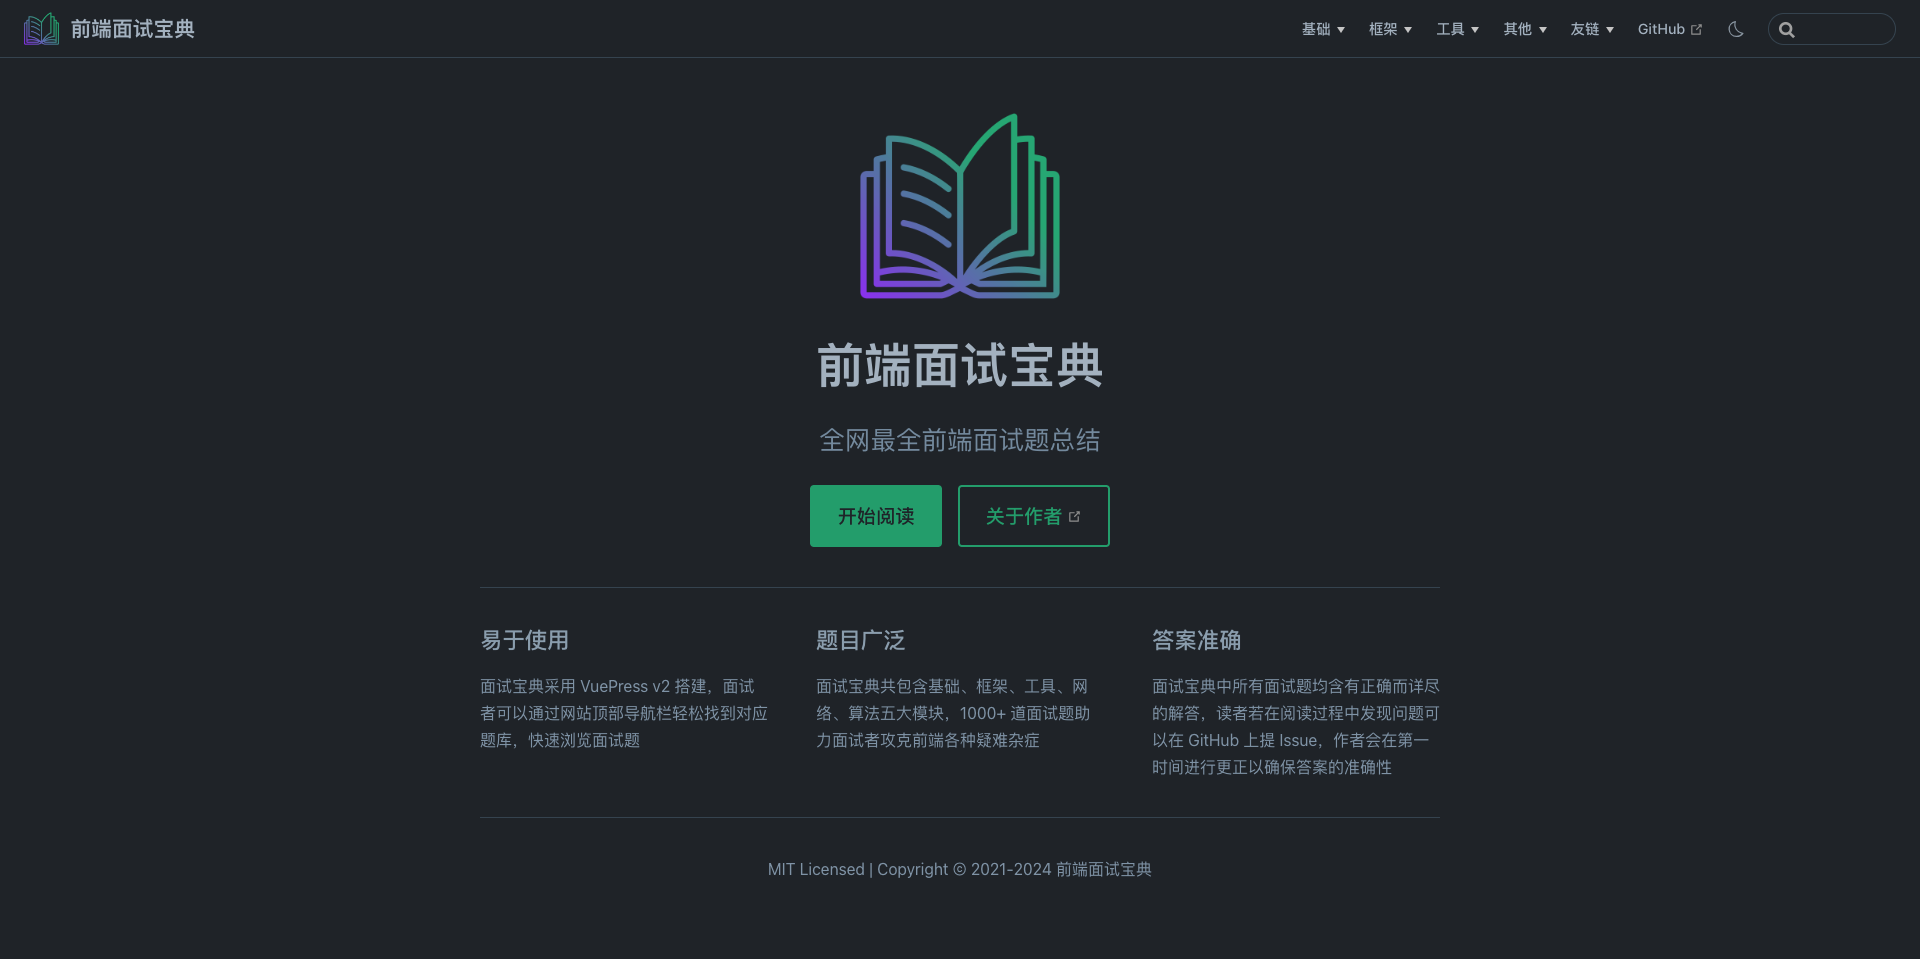 前端面试宝典
基础 框架 工具 其他 友链 GitHub
前端面试宝典
全网最全前端面试题总结
开始阅读 关于作者
易于使用
面试宝典采用 VuePress v2 搭建，面试
者可以通过网站顶部导航栏轻松找到对应
题库，快速浏览面试题
题目广泛
面试宝典共包含基础、框架、工具、网
络、算法五大模块，1000+ 道面试题助
力面试者攻克前端各种疑难杂症
答案准确
面试宝典中所有面试题均含有正确而详尽
的解答，读者若在阅读过程中发现问题可
以在 GitHub 上提 Issue，作者会在第一
时间进行更正以确保答案的准确性
MIT Licensed | Copyright © 2021-2024 前端面试宝典